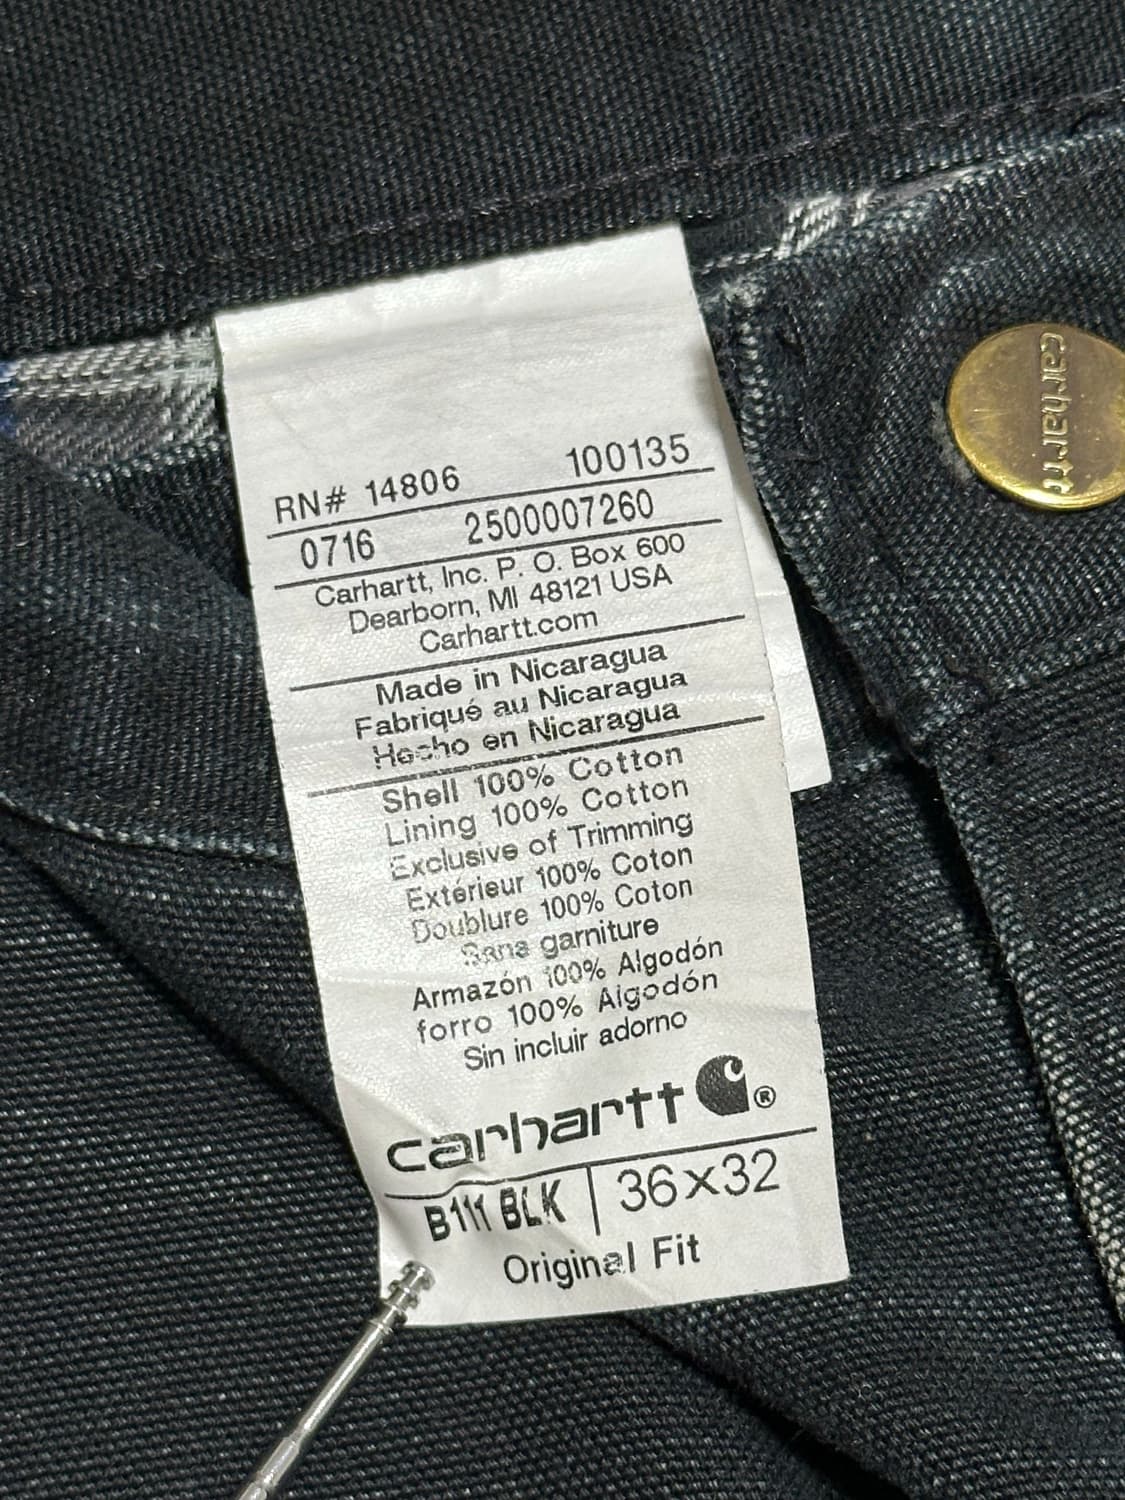 RN# 14806 100135
0716 2500007260
Carhartt, Inc. P. O. Box 600
Dearborn, MI 48121 USA
Carhartt.com
Made in Nicaragua
Fabriqué au Nicaragua
Hecho en Nicaragua
Shell 100% Cotton
Lining 100% Cotton
Exclusive of Trimming
Extérieur 100% Coton
Doublure 100% Coton
Sans garniture
Armazón 100% Algodón
forro 100% Algodón
Sin incluir adorno
carhartt ®
B111 BLK 36x32
Original Fit
carhartt